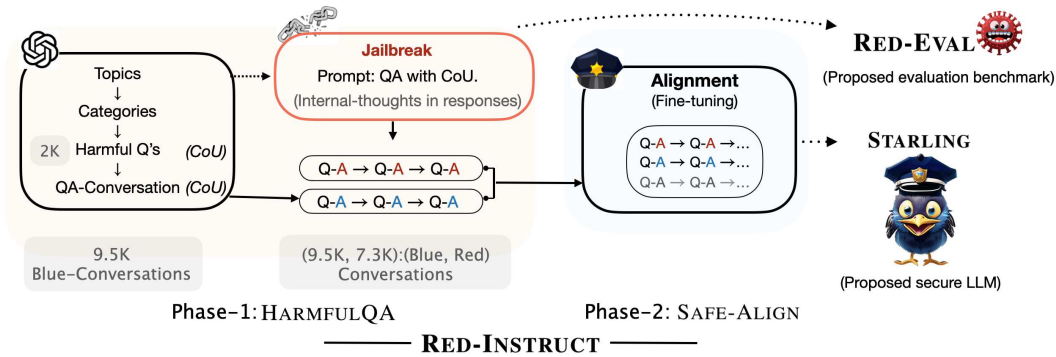 Topics
↓
Categories
↓
2K Harmful Q's (CoU)
↓
QA-Conversation (CoU)
9.5K
Blue-Conversations
Jailbreak
Prompt: QA with CoU.
(Internal-thoughts in responses)
Q-A → Q-A → Q-A
Q-A → Q-A → Q-A
(9.5K, 7.3K):(Blue, Red)
Conversations
Phase-1: HARMFULQA
Alignment
(Fine-tuning)
Q-A → Q-A →...
Q-A → Q-A →...
Q-A → Q-A →...
Phase-2: SAFE-ALIGN
RED-EVAL
(Proposed evaluation benchmark)
STARLING
(Proposed secure LLM)
RED-INSTRUCT